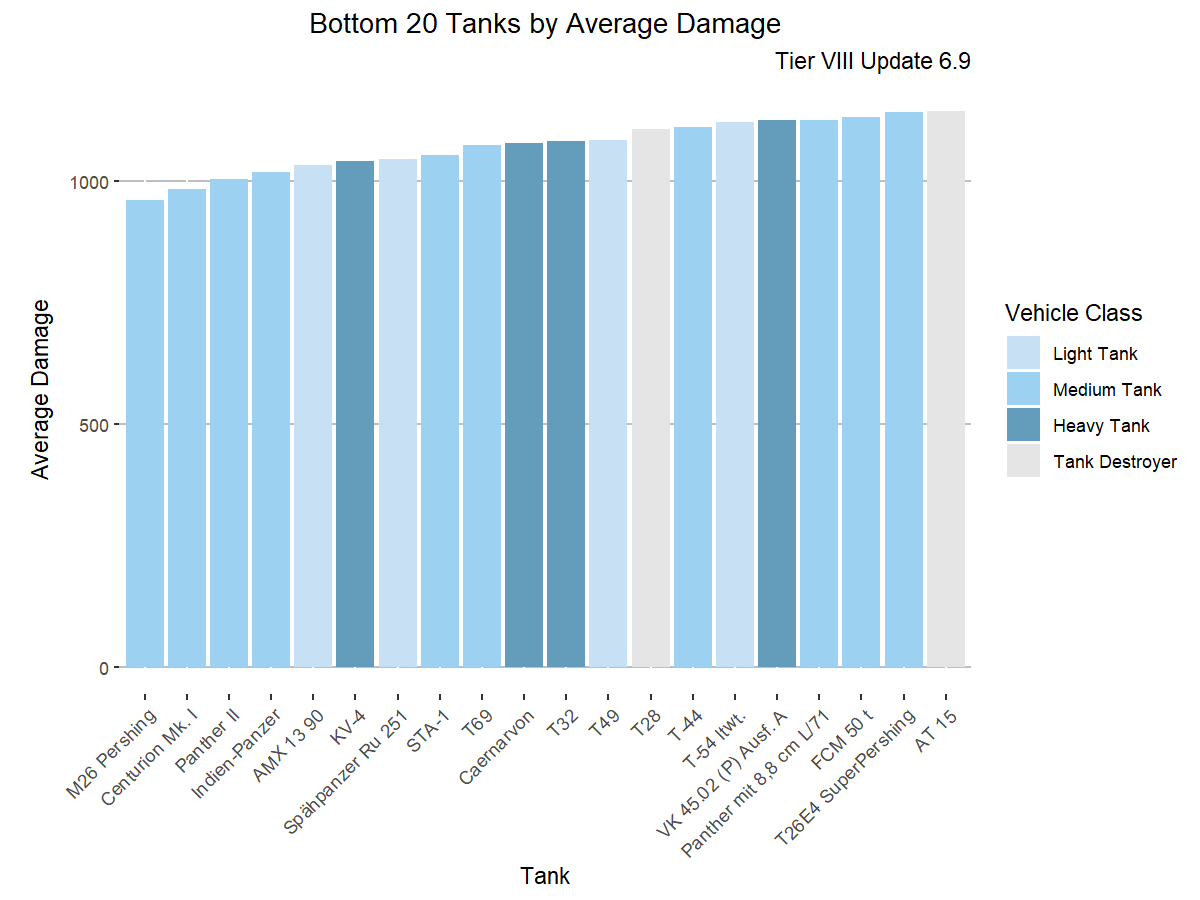 Bottom 20 Tanks by Average Damage
Tier VIII Update 6.9
Average Damage
1000
500
0
M26 Pershing
Centurion Mk. I
Panther II
Indien-Panzer
AMX 13 90
KV-4
Spähpanzer Ru 251
STA-1
T69
Caernarvon
T32
T49
T28
T-44
T-54 ltwt.
VK 45.02 (P) Ausf. A
Panther mit 8,8 cm L/71
FCM 50 t
T26E4 SuperPershing
AT 15
Tank
Vehicle Class
Light Tank
Medium Tank
Heavy Tank
Tank Destroyer